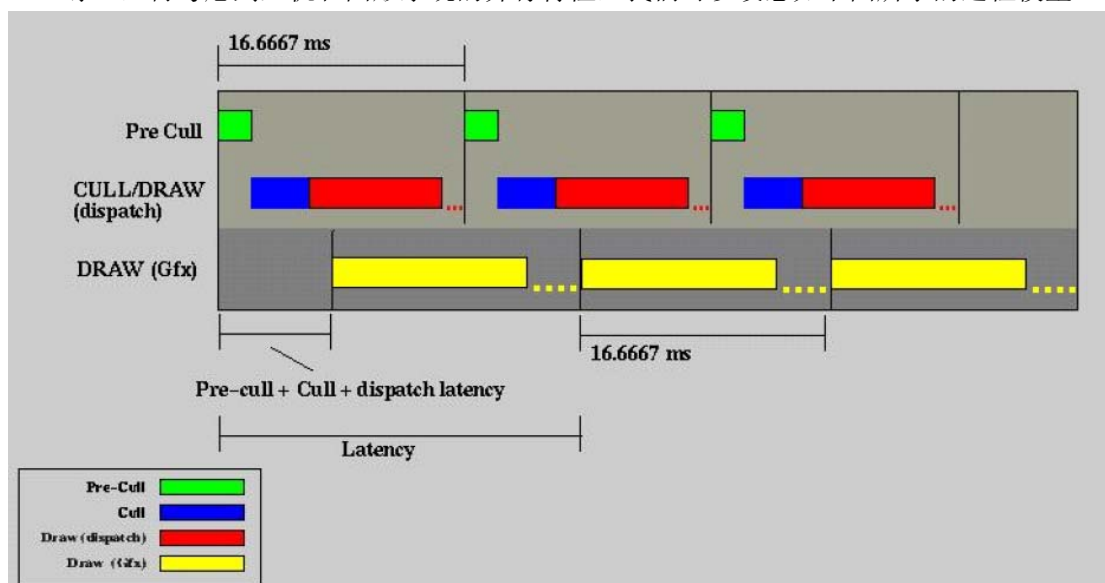 16.6667 ms
Pre Cull
CULL/DRAW
(dispatch)
DRAW (Gfx)
16.6667 ms
Pre-cull + Cull + dispatch latency
Latency
Pre-Cull
Cull
Draw (dispatch)
Draw (Gfx)